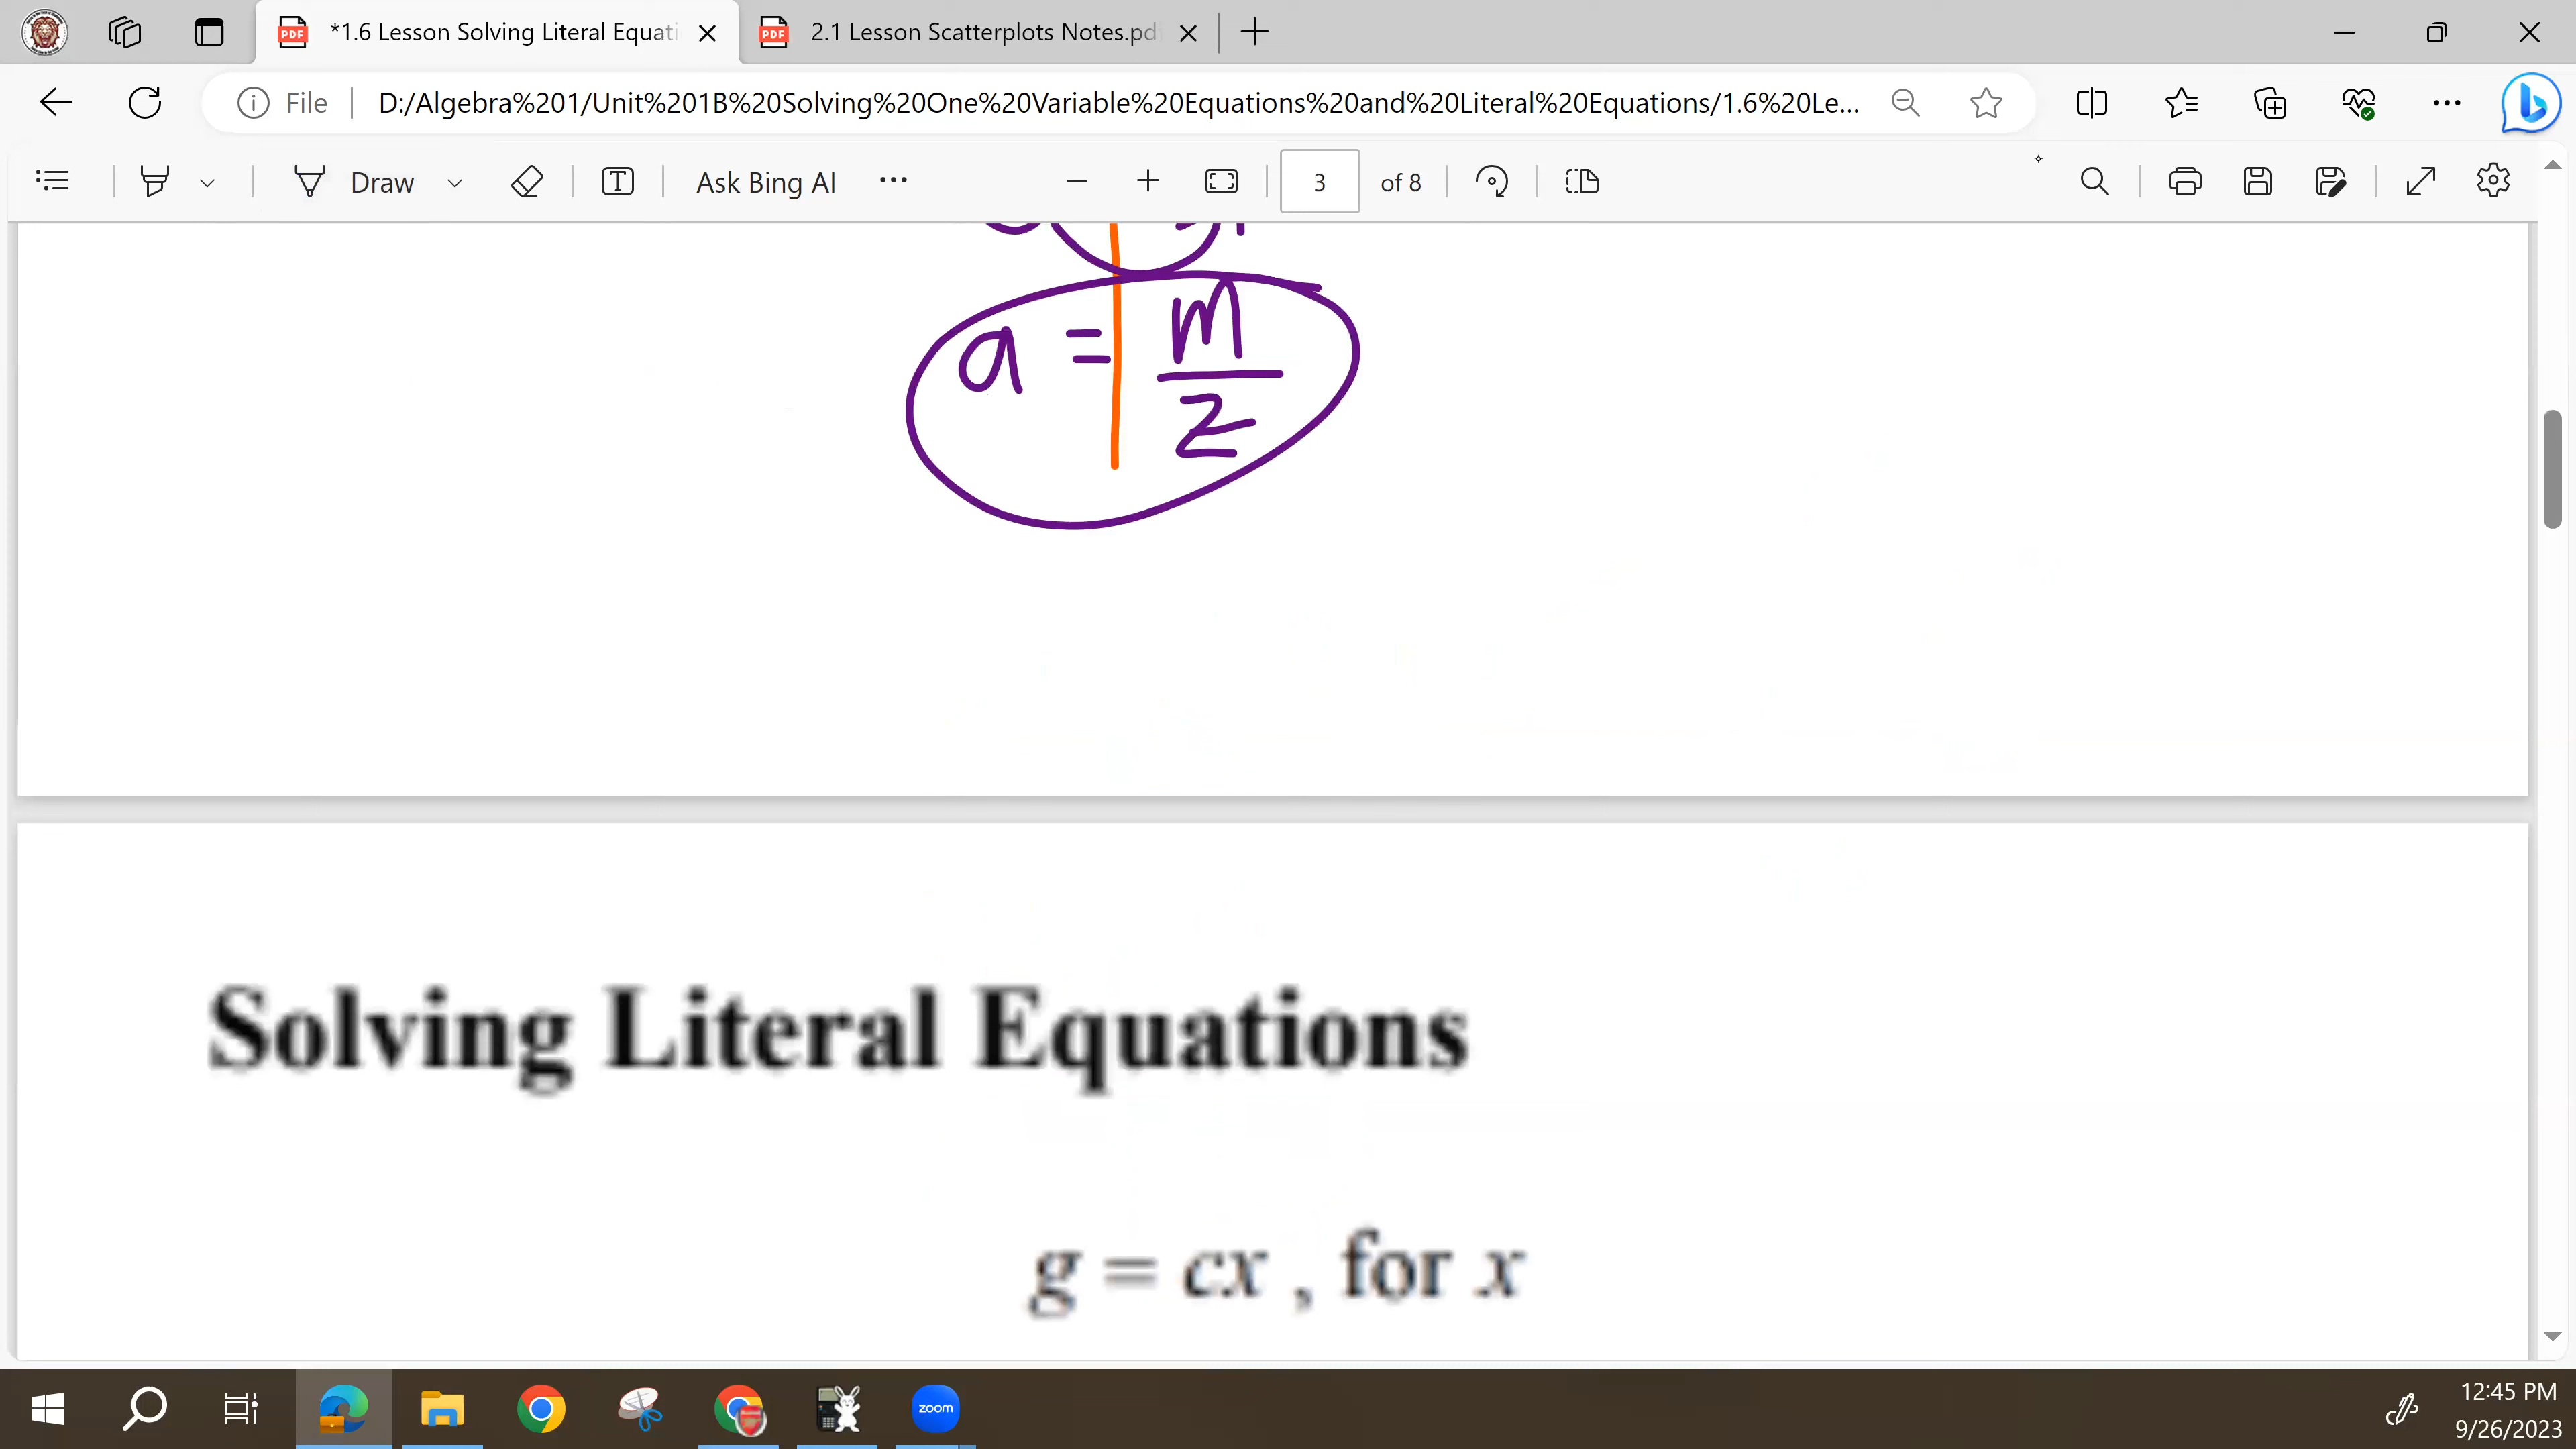 *1.6 Lesson Solving Literal Equati
2.1 Lesson Scatterplots Notes.pd
File
D:/Algebra%201/Unit%201B%20Solving%20One%20Variable%20Equations%20and%20Literal%20Equations/1.6%20Le...
Draw
Ask Bing AI
3 of 8
a = m/2
Solving Literal Equations
g = cx , for x
zoom
12:45 PM
9/26/2023